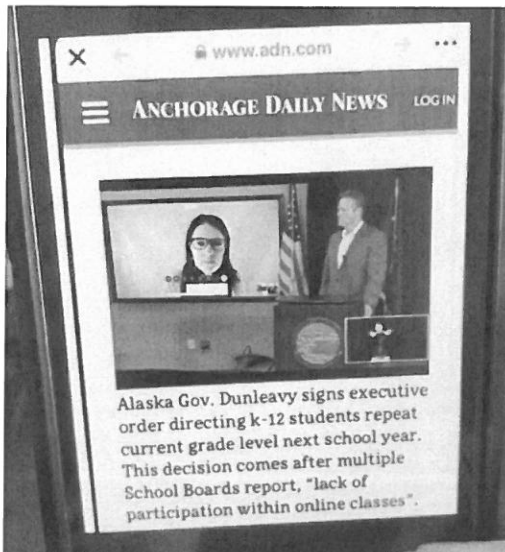 www.adn.com
ANCHORAGE DAILY NEWS LOG IN
Alaska Gov. Dunleavy signs executive
order directing k-12 students repeat
current grade level next school year.
This decision comes after multiple
School Boards report, "lack of
participation within online classes".